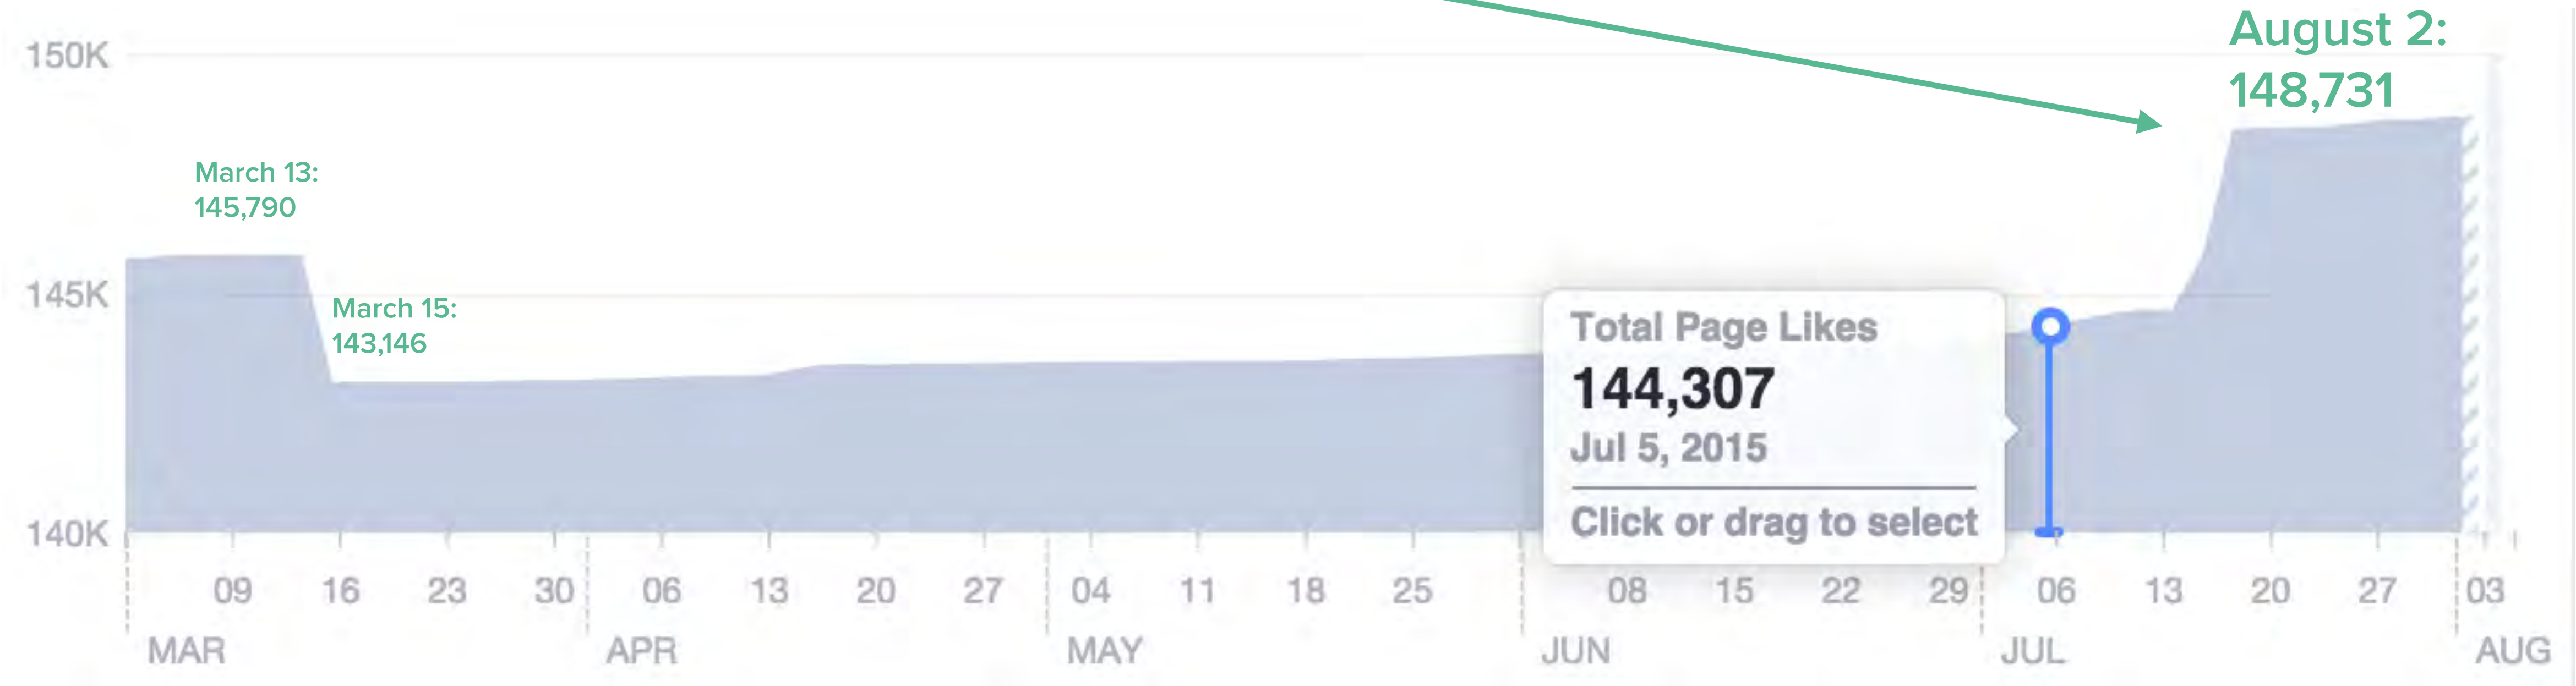 August 2:
148,731
150K
March 13:
145,790
145K
March 15:
143,146
Total Page Likes
144,307
Jul 5, 2015
Click or drag to select
140K
09 16 23 30 06 13 20 27 04 11 18 25 08 15 22 29 06 13 20 27 03
MAR APR MAY JUN JUL AUG